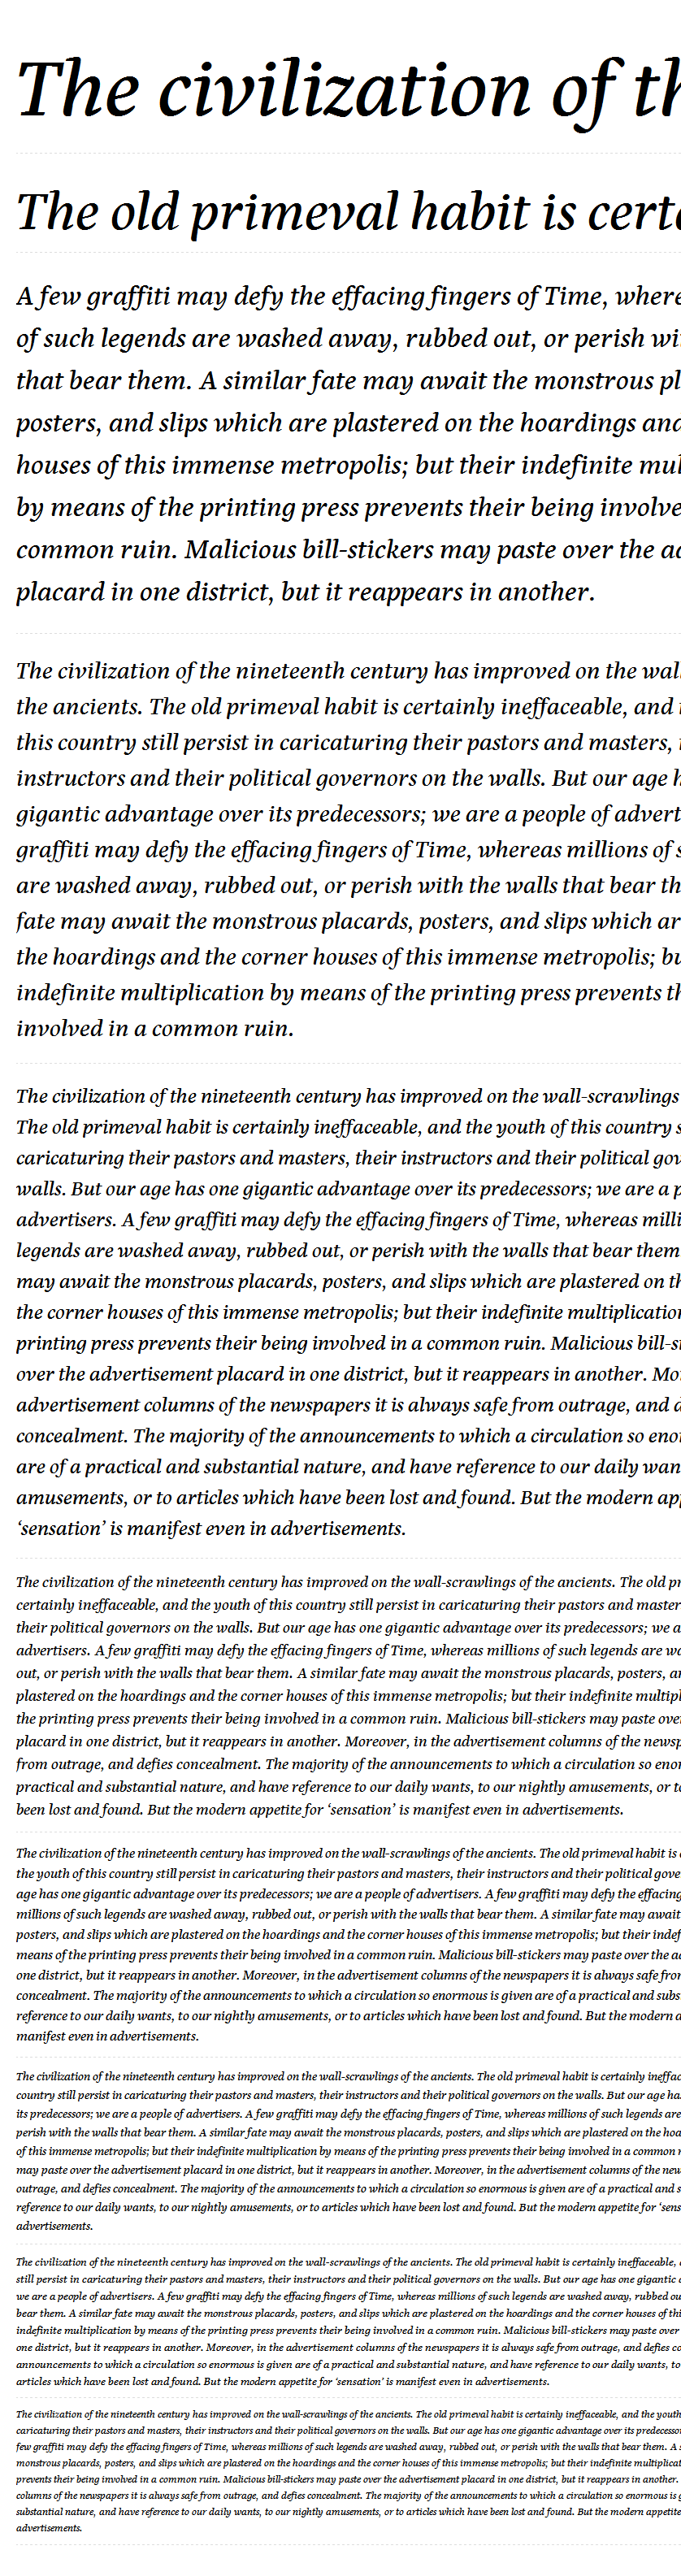 The civilization of th
The old primeval habit is certa
A few graffiti may defy the effacing fingers of Time, where
of such legends are washed away, rubbed out, or perish wi
that bear them. A similar fate may await the monstrous pl
posters, and slips which are plastered on the hoardings and
houses of this immense metropolis; but their indefinite mul
by means of the printing press prevents their being involve
common ruin. Malicious bill-stickers may paste over the ad
placard in one district, but it reappears in another.
The civilization of the nineteenth century has improved on the wall
the ancients. The old primeval habit is certainly ineffaceable, and
this country still persist in caricaturing their pastors and masters,
instructors and their political governors on the walls. But our age h
gigantic advantage over its predecessors; we are a people of advert
graffiti may defy the effacing fingers of Time, whereas millions of s
are washed away, rubbed out, or perish with the walls that bear th
fate may await the monstrous placards, posters, and slips which ar
the hoardings and the corner houses of this immense metropolis; bu
indefinite multiplication by means of the printing press prevents th
involved in a common ruin.
The civilization of the nineteenth century has improved on the wall-scrawlings
The old primeval habit is certainly ineffaceable, and the youth of this country s
caricaturing their pastors and masters, their instructors and their political gov
walls. But our age has one gigantic advantage over its predecessors; we are a p
advertisers. A few graffiti may defy the effacing fingers of Time, whereas milli
legends are washed away, rubbed out, or perish with the walls that bear them
may await the monstrous placards, posters, and slips which are plastered on th
the corner houses of this immense metropolis; but their indefinite multiplication
printing press prevents their being involved in a common ruin. Malicious bill-st
over the advertisement placard in one district, but it reappears in another. Mo
advertisement columns of the newspapers it is always safe from outrage, and d
concealment. The majority of the announcements to which a circulation so enor
are of a practical and substantial nature, and have reference to our daily wan
amusements, or to articles which have been lost and found. But the modern app
‘sensation’ is manifest even in advertisements.
The civilization of the nineteenth century has improved on the wall-scrawlings of the ancients. The old pr
certainly ineffaceable, and the youth of this country still persist in caricaturing their pastors and master
their political governors on the walls. But our age has one gigantic advantage over its predecessors; we a
advertisers. A few graffiti may defy the effacing fingers of Time, whereas millions of such legends are wa
out, or perish with the walls that bear them. A similar fate may await the monstrous placards, posters, an
plastered on the hoardings and the corner houses of this immense metropolis; but their indefinite multipl
the printing press prevents their being involved in a common ruin. Malicious bill-stickers may paste over
placard in one district, but it reappears in another. Moreover, in the advertisement columns of the newsp
from outrage, and defies concealment. The majority of the announcements to which a circulation so enor
practical and substantial nature, and have reference to our daily wants, to our nightly amusements, or to
been lost and found. But the modern appetite for ‘sensation’ is manifest even in advertisements.
The civilization of the nineteenth century has improved on the wall-scrawlings of the ancients. The old primeval habit is
the youth of this country still persist in caricaturing their pastors and masters, their instructors and their political gove
age has one gigantic advantage over its predecessors; we are a people of advertisers. A few graffiti may defy the effacing
millions of such legends are washed away, rubbed out, or perish with the walls that bear them. A similar fate may await
posters, and slips which are plastered on the hoardings and the corner houses of this immense metropolis; but their indef
means of the printing press prevents their being involved in a common ruin. Malicious bill-stickers may paste over the ad
one district, but it reappears in another. Moreover, in the advertisement columns of the newspapers it is always safe from
concealment. The majority of the announcements to which a circulation so enormous is given are of a practical and subs
reference to our daily wants, to our nightly amusements, or to articles which have been lost and found. But the modern a
manifest even in advertisements.
The civilization of the nineteenth century has improved on the wall-scrawlings of the ancients. The old primeval habit is certainly ineffac
country still persist in caricaturing their pastors and masters, their instructors and their political governors on the walls. But our age ha
its predecessors; we are a people of advertisers. A few graffiti may defy the effacing fingers of Time, whereas millions of such legends are
perish with the walls that bear them. A similar fate may await the monstrous placards, posters, and slips which are plastered on the hoa
of this immense metropolis; but their indefinite multiplication by means of the printing press prevents their being involved in a common r
may paste over the advertisement placard in one district, but it reappears in another. Moreover, in the advertisement columns of the new
outrage, and defies concealment. The majority of the announcements to which a circulation so enormous is given are of a practical and s
reference to our daily wants, to our nightly amusements, or to articles which have been lost and found. But the modern appetite for ‘sens
advertisements.
The civilization of the nineteenth century has improved on the wall-scrawlings of the ancients. The old primeval habit is certainly ineffaceable,
still persist in caricaturing their pastors and masters, their instructors and their political governors on the walls. But our age has one gigantic a
we are a people of advertisers. A few graffiti may defy the effacing fingers of Time, whereas millions of such legends are washed away, rubbed ou
bear them. A similar fate may await the monstrous placards, posters, and slips which are plastered on the hoardings and the corner houses of thi
indefinite multiplication by means of the printing press prevents their being involved in a common ruin. Malicious bill-stickers may paste over
one district, but it reappears in another. Moreover, in the advertisement columns of the newspapers it is always safe from outrage, and defies co
announcements to which a circulation so enormous is given are of a practical and substantial nature, and have reference to our daily wants, to
articles which have been lost and found. But the modern appetite for ‘sensation’ is manifest even in advertisements.
The civilization of the nineteenth century has improved on the wall-scrawlings of the ancients. The old primeval habit is certainly ineffaceable, and the youth
caricaturing their pastors and masters, their instructors and their political governors on the walls. But our age has one gigantic advantage over its predecesso
few graffiti may defy the effacing fingers of Time, whereas millions of such legends are washed away, rubbed out, or perish with the walls that bear them. A s
monstrous placards, posters, and slips which are plastered on the hoardings and the corner houses of this immense metropolis; but their indefinite multiplicat
prevents their being involved in a common ruin. Malicious bill-stickers may paste over the advertisement placard in one district, but it reappears in another.
columns of the newspapers it is always safe from outrage, and defies concealment. The majority of the announcements to which a circulation so enormous is g
substantial nature, and have reference to our daily wants, to our nightly amusements, or to articles which have been lost and found. But the modern appetite
advertisements.